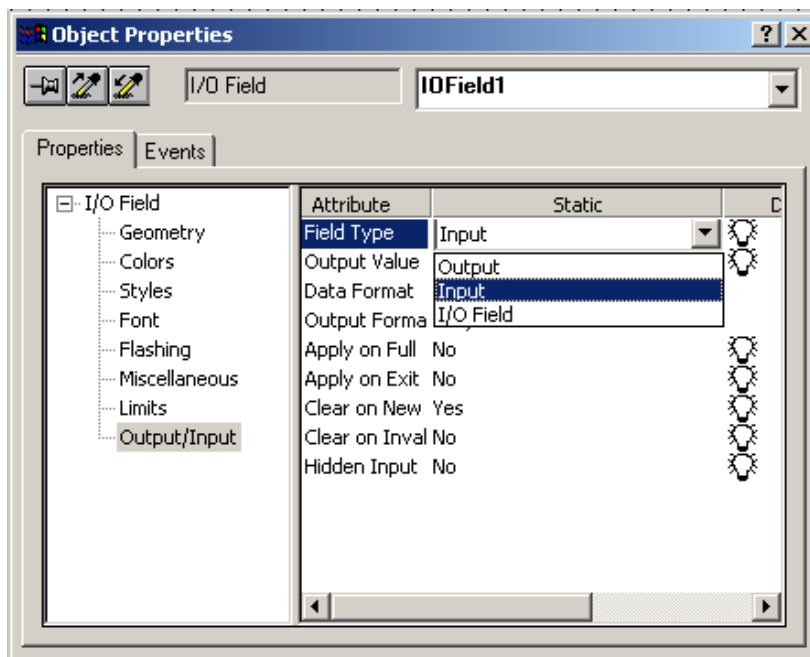 Object Properties
I/O Field IOField1
Properties Events
I/O Field
Geometry
Colors
Styles
Font
Flashing
Miscellaneous
Limits
Output/Input
Attribute Static D
Field Type Input
Output Value
Data Format
Output Forma
Apply on Full No
Apply on Exit No
Clear on New Yes
Clear on Inval No
Hidden Input No
Output
Input
I/O Field